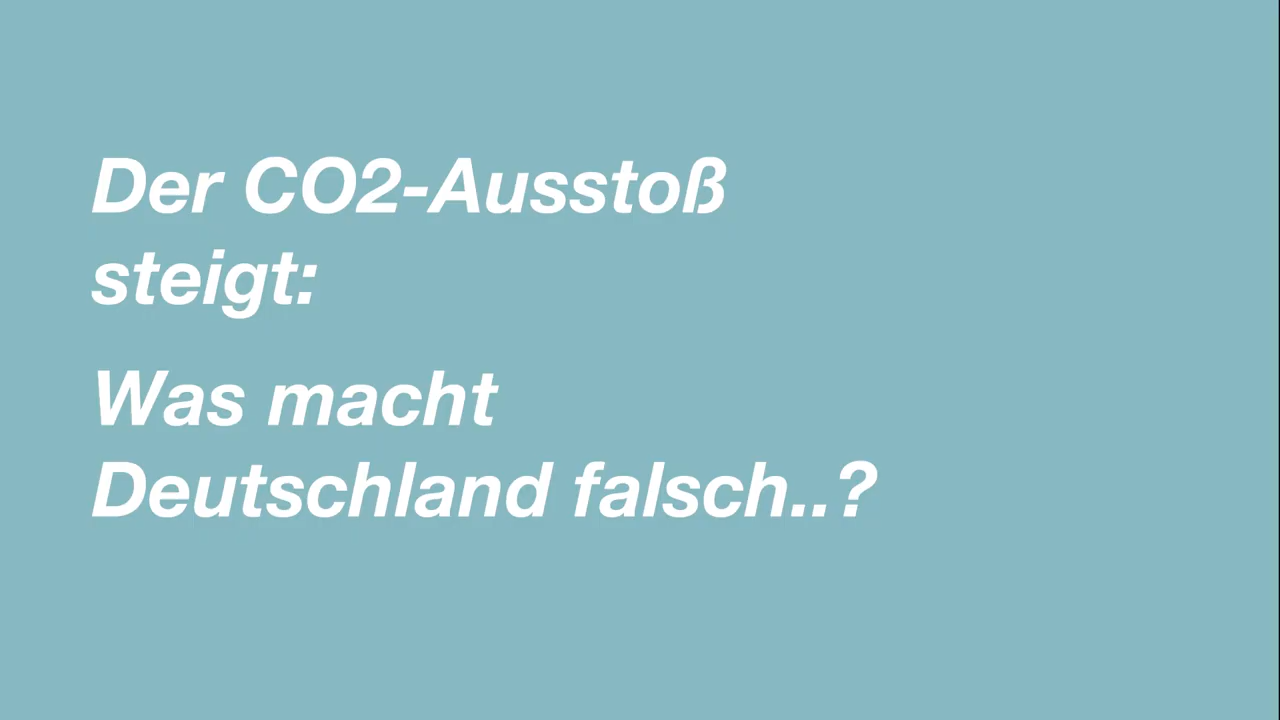 Der CO2-Ausstoß
steigt:
Was macht
Deutschland falsch..?